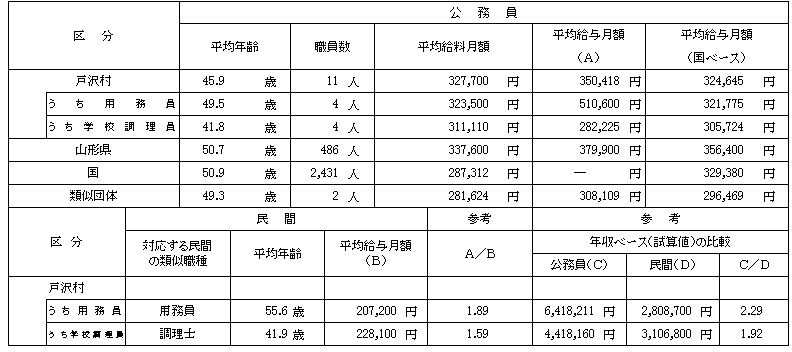 区 分 公 務 員
平均年齢 職員数 平均給料月額 平均給与月額 (A) 平均給与月額 (国ベース)
戸沢村 45.9 歳 11 人 327,700 円 350,418 円 324,645 円
うち用務員 49.5 歳 4 人 323,500 円 510,600 円 321,775 円
うち学校調理員 41.8 歳 4 人 311,110 円 282,225 円 305,724 円
山形県 50.7 歳 486 人 337,600 円 379,900 円 356,400 円
国 50.9 歳 2,431 人 287,312 円 ― 円 329,380 円
類似団体 49.3 歳 2 人 281,624 円 308,109 円 296,469 円
区 分 民 間 参考 参 考
対応する民間の類似職種 平均年齢 平均給与月額 (B) A/B 年収ベース(試算値)の比較
公務員(C) 民間(D) C/D
戸沢村
うち用務員 用務員 55.6 歳 207,200 円 1.89 6,418,211 円 2,808,700 円 2.29
うち学校調理員 調理士 41.9 歳 228,100 円 1.59 4,418,160 円 3,106,800 円 1.92